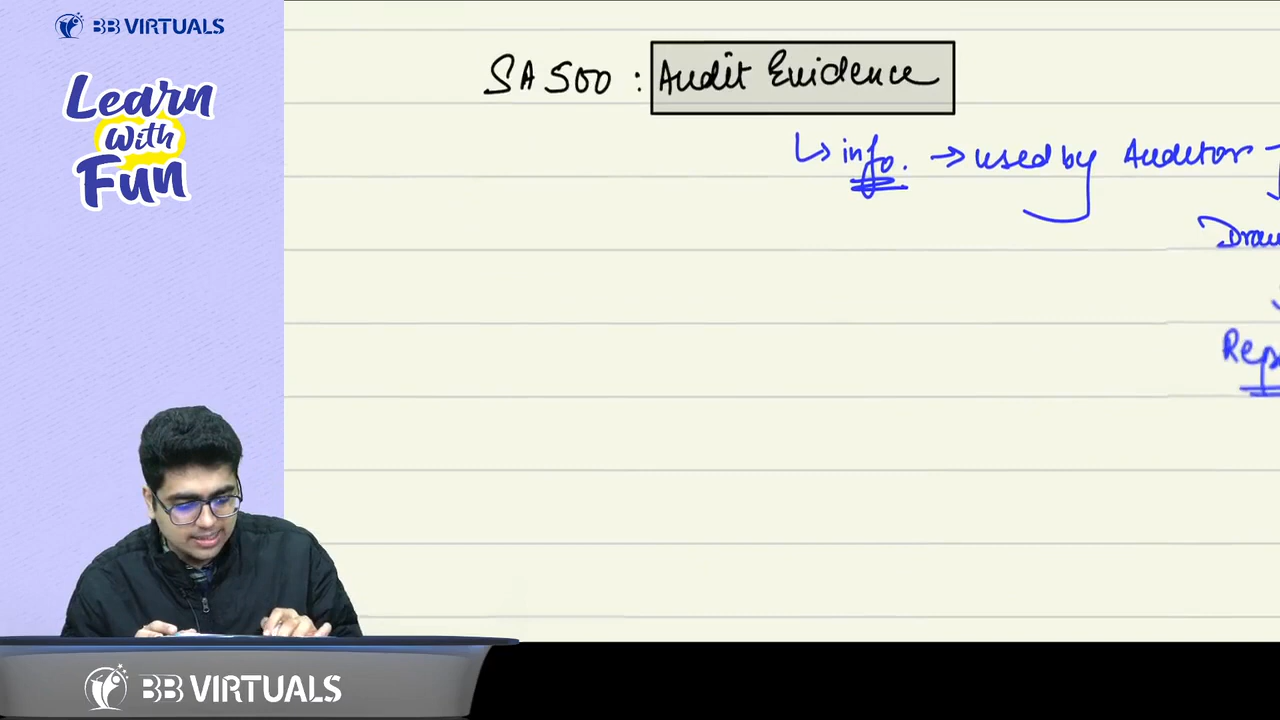 BB VIRTUALS
Learn
with
Fun
SA 500 : Audit Evidence
info. → used by Auditor
BB VIRTUALS